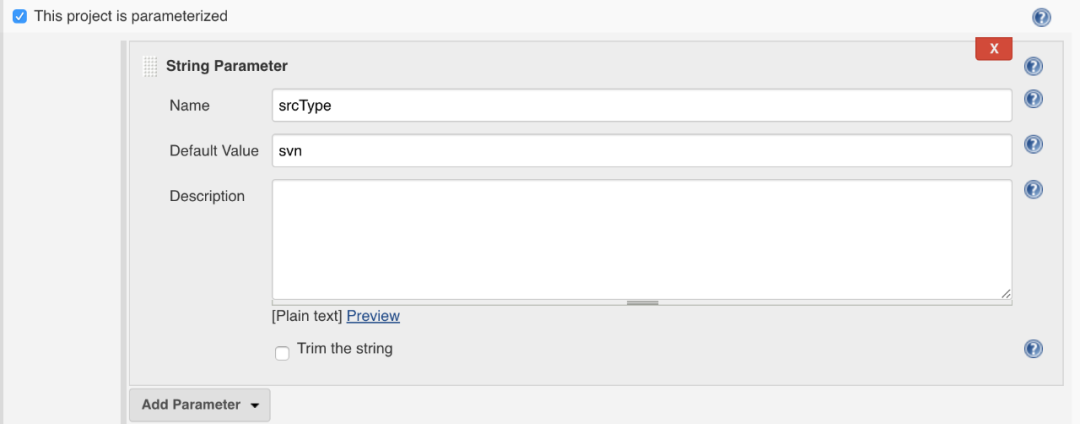 This project is parameterized
X
String Parameter
Name
srcType
Default Value
svn
Description
[Plain text] Preview
Trim the string
Add Parameter